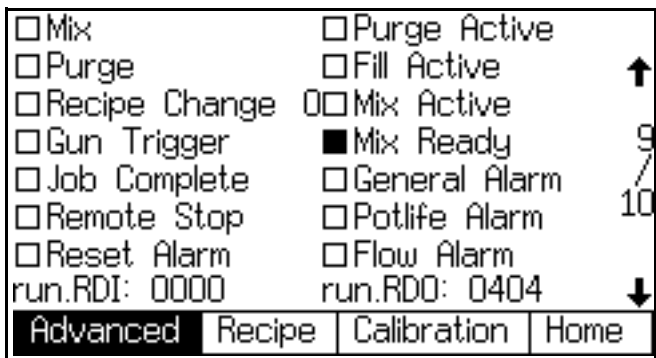 Mix Purge Active
Purge Fill Active
Recipe Change 0 Mix Active
Gun Trigger Mix Ready 9
Job Complete General Alarm /
Remote Stop Potlife Alarm 10
Reset Alarm Flow Alarm
run.RDI: 0000 run.RDO: 0404
Advanced Recipe Calibration Home